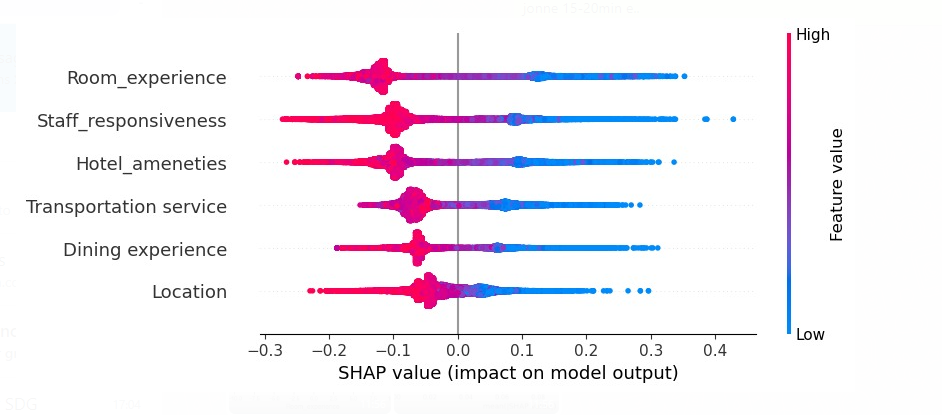 High
Room_experience
Staff_responsiveness
Hotel_ameneties
Transportation service
Dining experience
Location
Feature value
Low
−0.3 −0.2 −0.1 0.0 0.1 0.2 0.3 0.4
SHAP value (impact on model output)
SDG